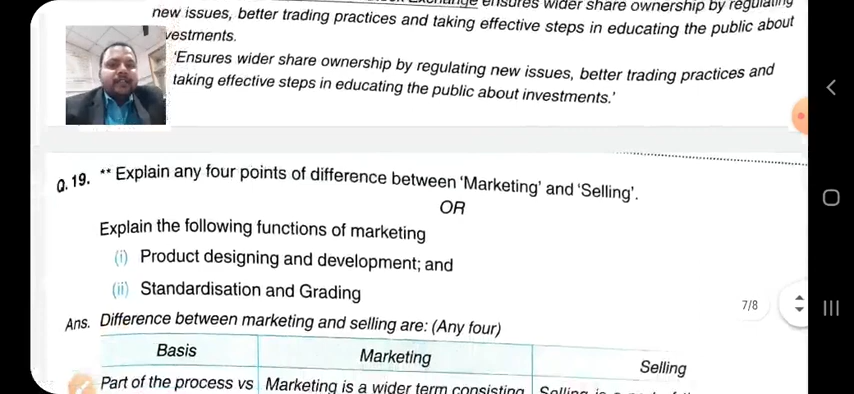 ensures wider share ownership by regulating
new issues, better trading practices and taking effective steps in educating the public about
vestments.
'Ensures wider share ownership by regulating new issues, better trading practices and
taking effective steps in educating the public about investments.'
Q. 19. ** Explain any four points of difference between 'Marketing' and 'Selling'.
OR
Explain the following functions of marketing
(i) Product designing and development; and
(ii) Standardisation and Grading
7/8
Ans. Difference between marketing and selling are: (Any four)
Basis Marketing Selling
Part of the process vs Marketing is a wider term consisting Selling is